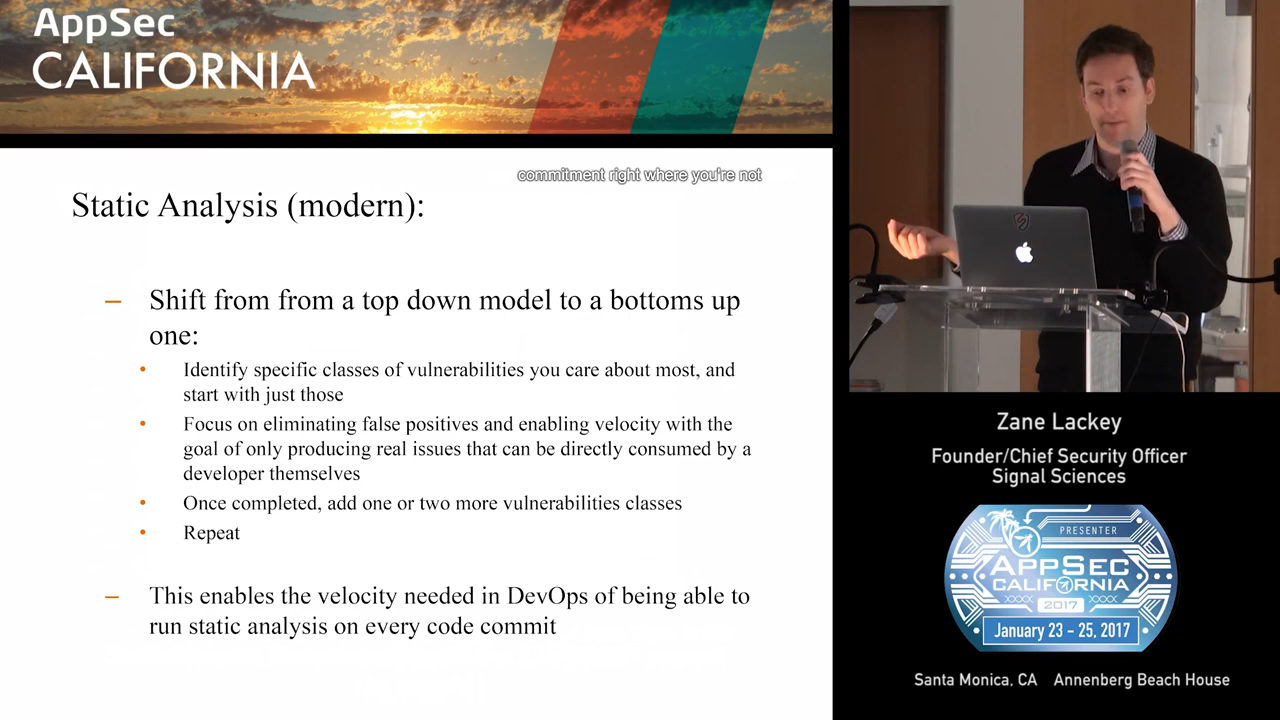 AppSec
CALIFORNIA
commitment right where you're not
Static Analysis (modern):
– Shift from from a top down model to a bottoms up
one:
• Identify specific classes of vulnerabilities you care about most, and
start with just those
• Focus on eliminating false positives and enabling velocity with the
goal of only producing real issues that can be directly consumed by a
developer themselves
• Once completed, add one or two more vulnerabilities classes
• Repeat
– This enables the velocity needed in DevOps of being able to
run static analysis on every code commit
Zane Lackey
Founder/Chief Security Officer
Signal Sciences
PRESENTER
APPSEC
CALIFORNIA
2017
January 23 - 25, 2017
Santa Monica, CA Annenberg Beach House